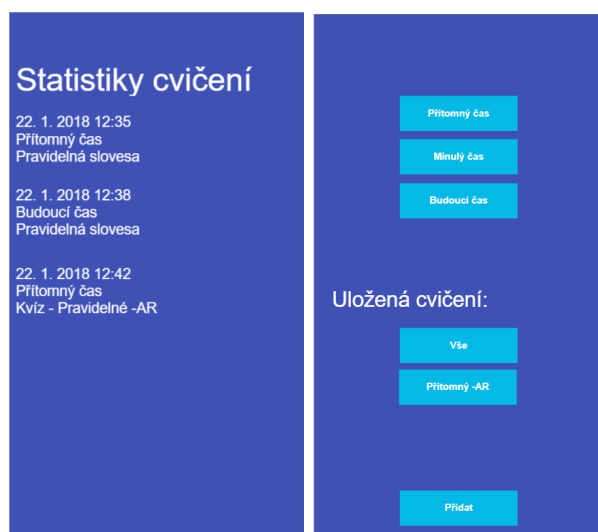 Statistiky cvičení
22. 1. 2018 12:35
Přítomný čas
Pravidelná slovesa
22. 1. 2018 12:38
Budoucí čas
Pravidelná slovesa
22. 1. 2018 12:42
Přítomný čas
Kvíz - Pravidelné -AR
Přítomný čas
Minulý čas
Budoucí čas
Uložená cvičení:
Vše
Přítomný -AR
Přidat